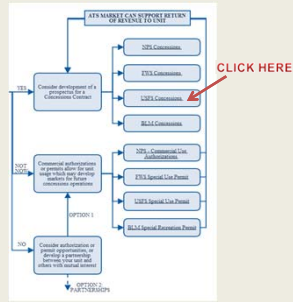 ATS MARKET CAN SUPPORT RETURN
OF REVENUE TO UNIT
NPS Concessions
FWS Concessions
CLICK HERE
YES
Consider development of a
prospectus for a
Concessions Contract
USFS Concessions
BLM Concessions
NPS - Commercial Use
Authorizations
NOT
NOW
Commercial authorizations
or permits allow for unit
usage which may develop
markets for future
concessions operations
FWS Special Use Permit
USFS Special Use Permit
OPTION 1
BLM Special Recreation Permit
NO
Consider authorization or
permit opportunities, or
develop a partnership
between your unit and
others with mutual interest
OPTION 2
PARTNERSHIPS